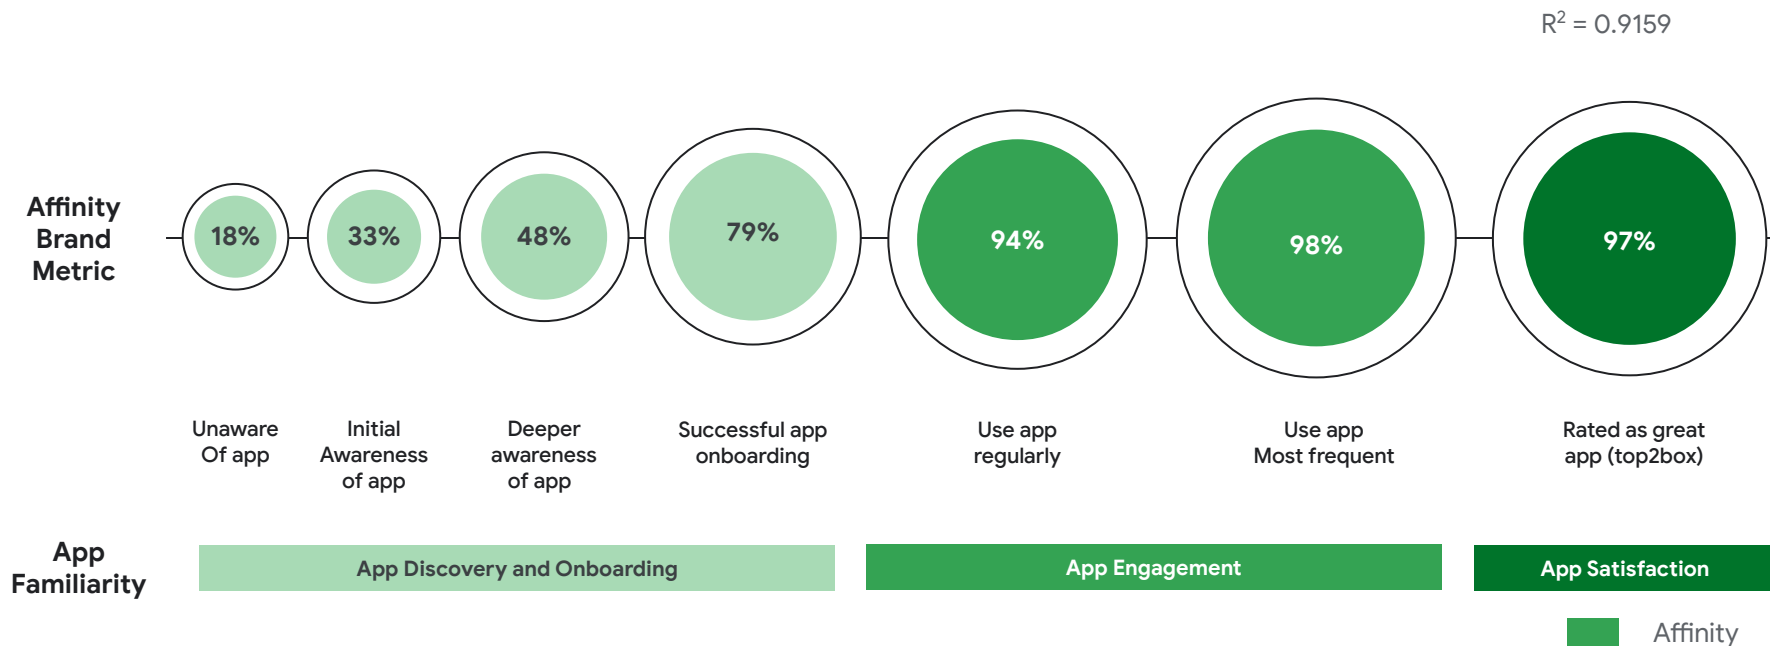 R² = 0.9159
Affinity
Brand
Metric
18%
33%
48%
79%
94%
98%
97%
Unaware
Of app
Initial
Awareness
of app
Deeper
awareness
of app
Successful app
onboarding
Use app
regularly
Use app
Most frequent
Rated as great
app (top2box)
App
Familiarity
App Discovery and Onboarding
App Engagement
App Satisfaction
Affinity